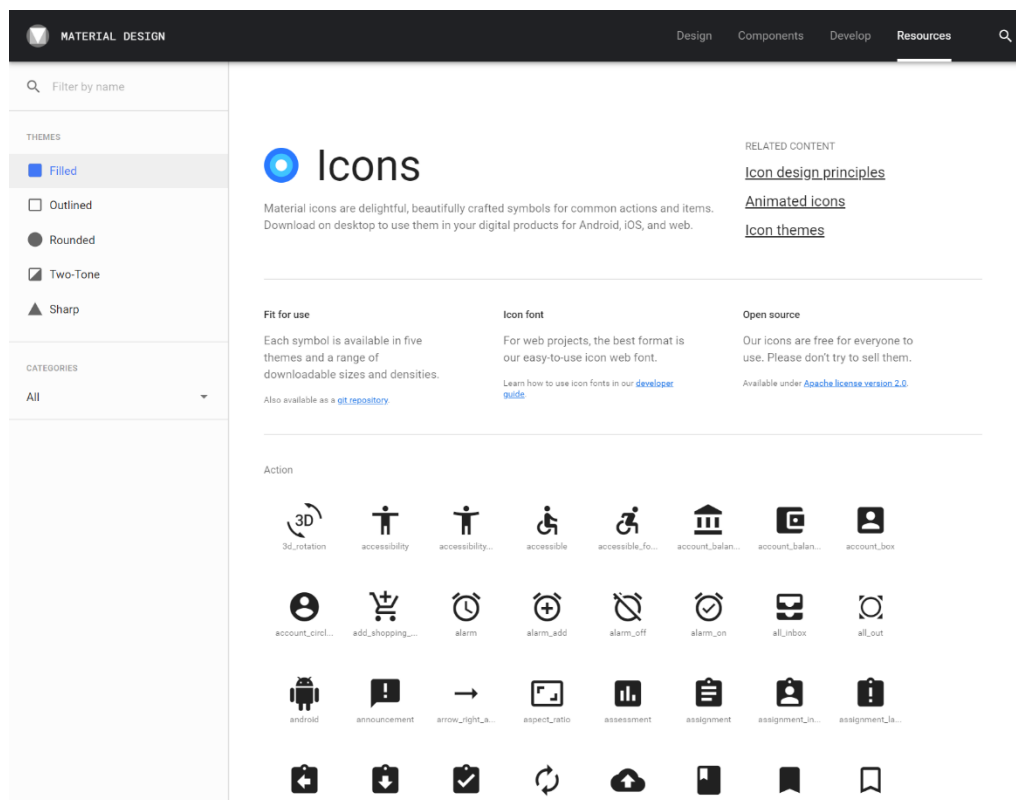 MATERIAL DESIGN
Design Components Develop Resources
Filter by name
THEMES
Filled
Outlined
Rounded
Two-Tone
Sharp
CATEGORIES
All
Icons
Material icons are delightful, beautifully crafted symbols for common actions and items.
Download on desktop to use them in your digital products for Android, iOS, and web.
RELATED CONTENT
Icon design principles
Animated icons
Icon themes
Fit for use
Each symbol is available in five
themes and a range of
downloadable sizes and densities.
Also available as a git repository.
Icon font
For web projects, the best format is
our easy-to-use icon web font.
Learn how to use icon fonts in our developer
guide.
Open source
Our icons are free for everyone to
use. Please don't try to sell them.
Available under Apache license version 2.0.
Action
3D
3d_rotation accessibility accessibility... accessible accessible_fo... account_balan... account_balan... account_box
account_circl... add_shopping_... alarm alarm_add alarm_off alarm_on all_inbox all_out
android announcement arrow_right_a... aspect_ratio assessment assignment assignment_in... assignment_la...